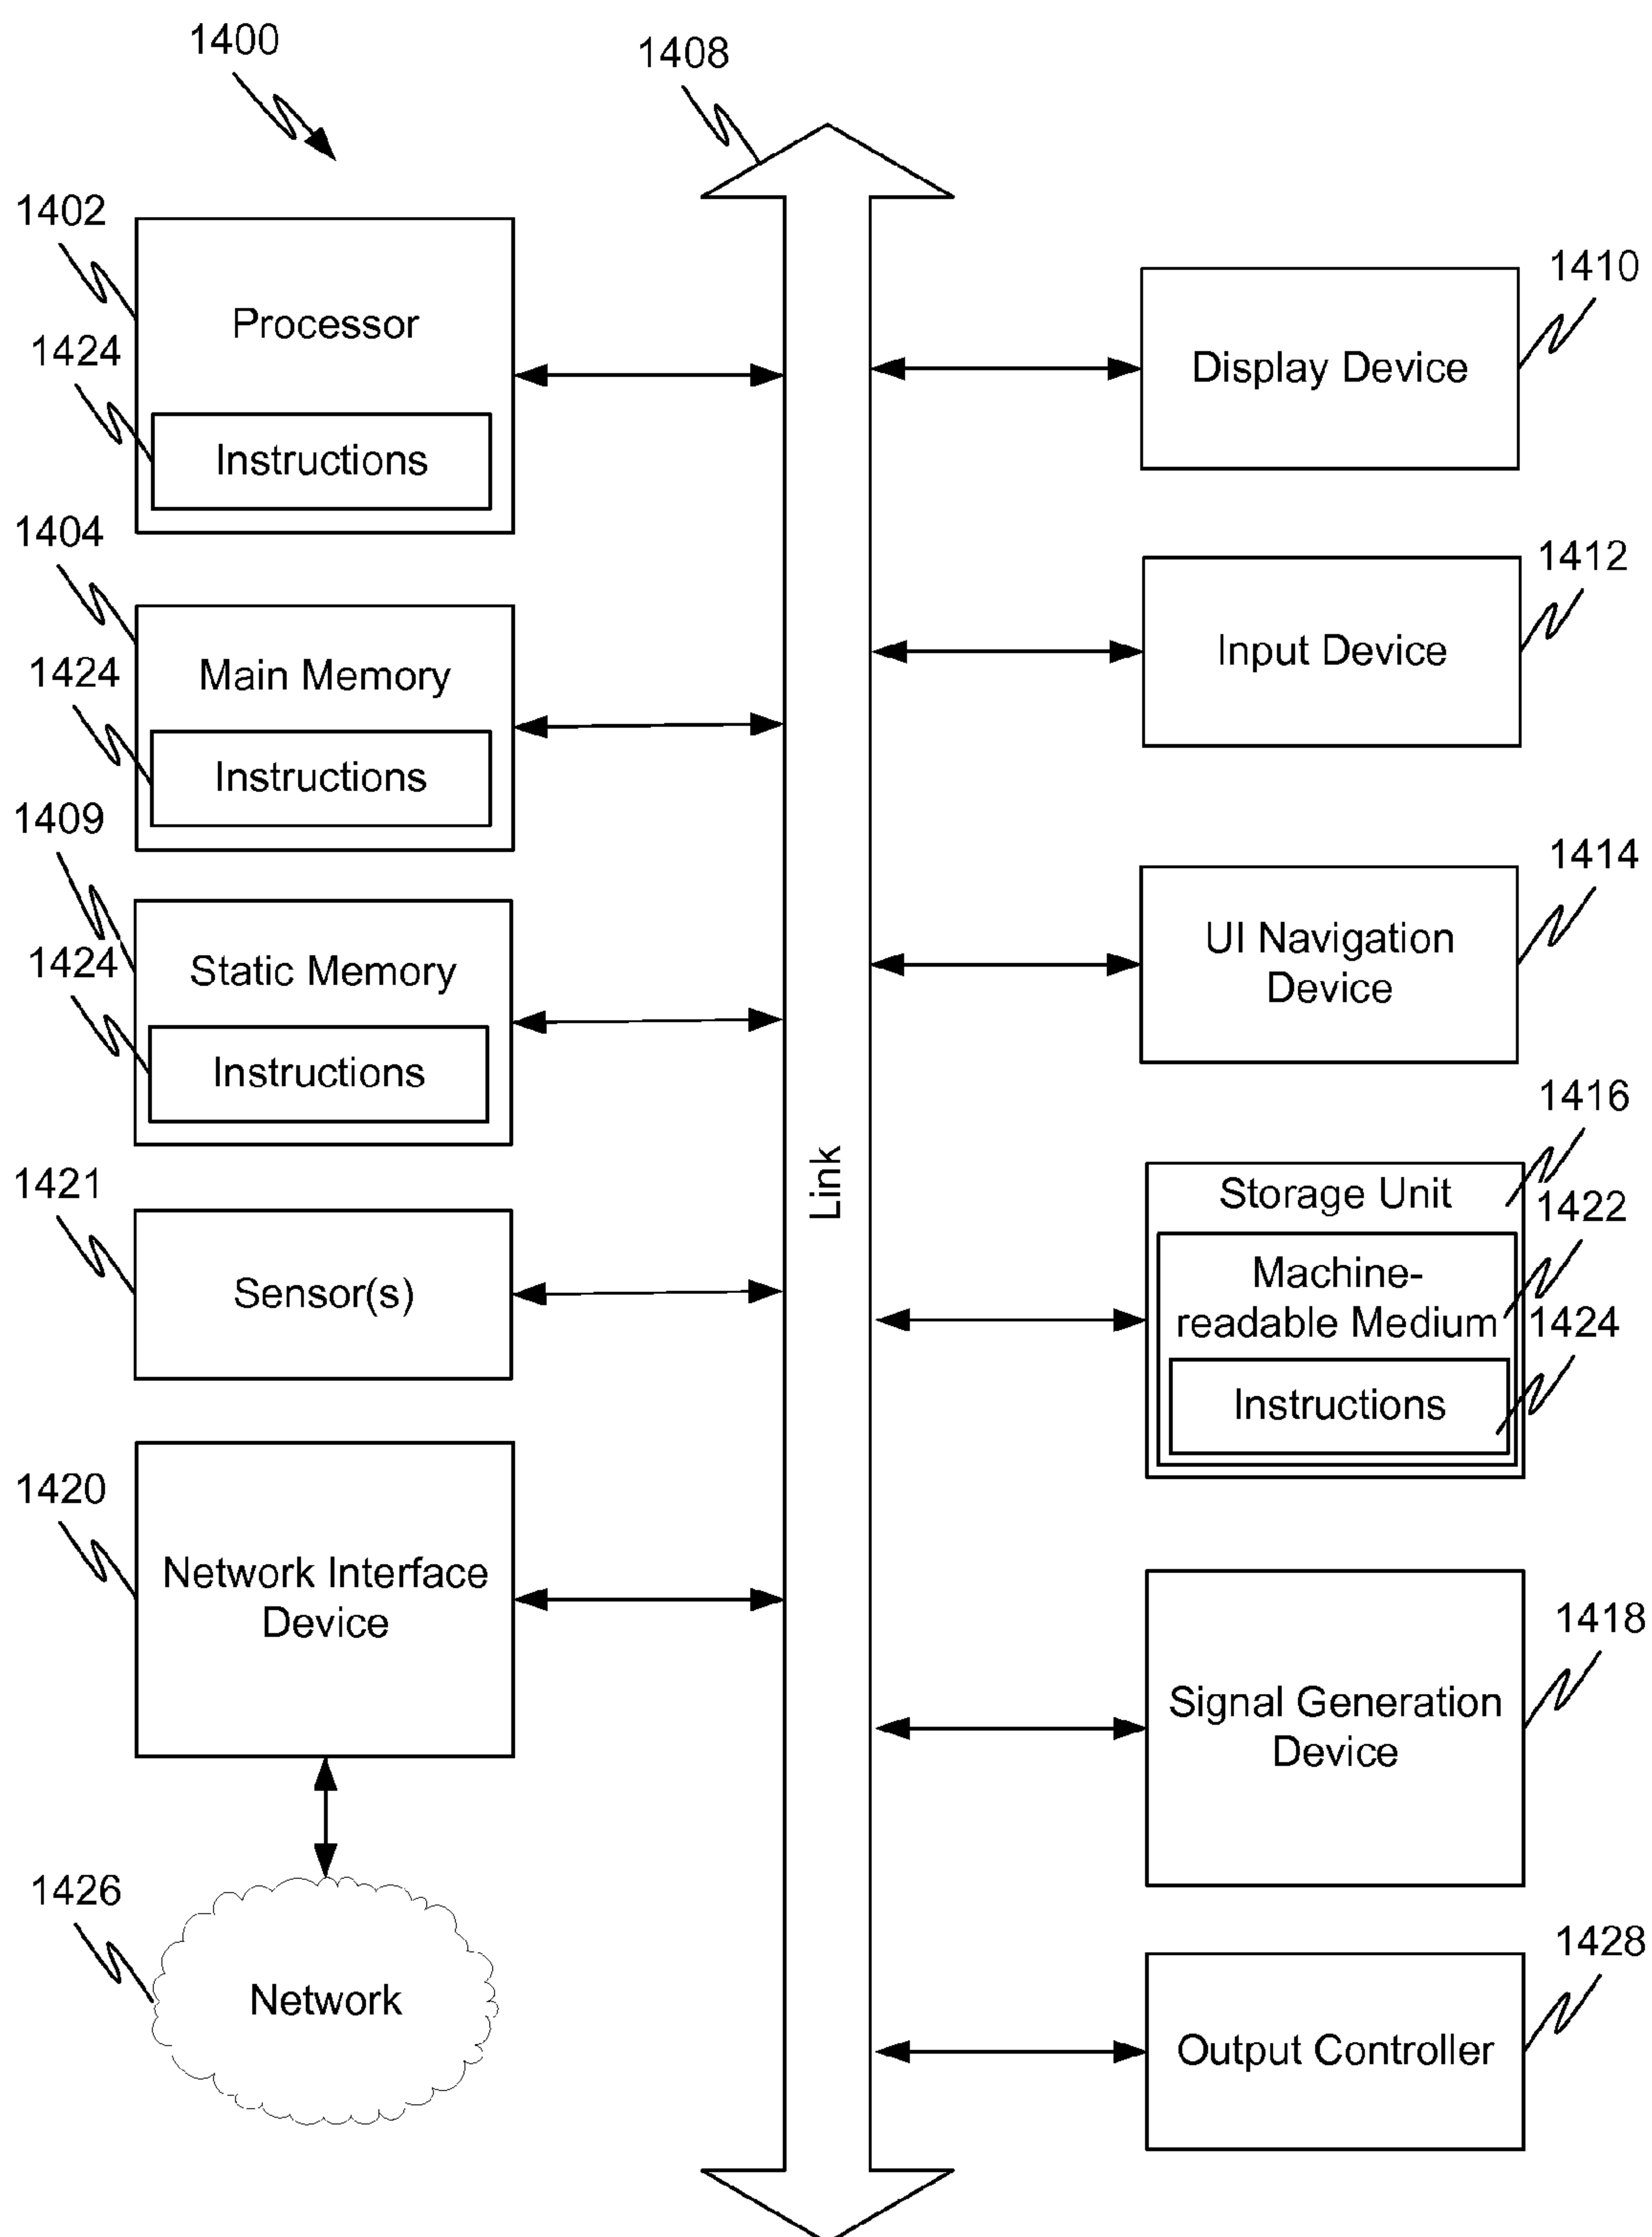 1400
1408
1402
Processor
1424
Instructions
1404
Main Memory
1424
Instructions
1409
Static Memory
1424
Instructions
1421
Sensor(s)
1420
Network Interface
Device
1426
Network
Link
1410
Display Device
1412
Input Device
1414
UI Navigation
Device
1416
Storage Unit
1422
Machine-
readable Medium
1424
Instructions
1418
Signal Generation
Device
1428
Output Controller